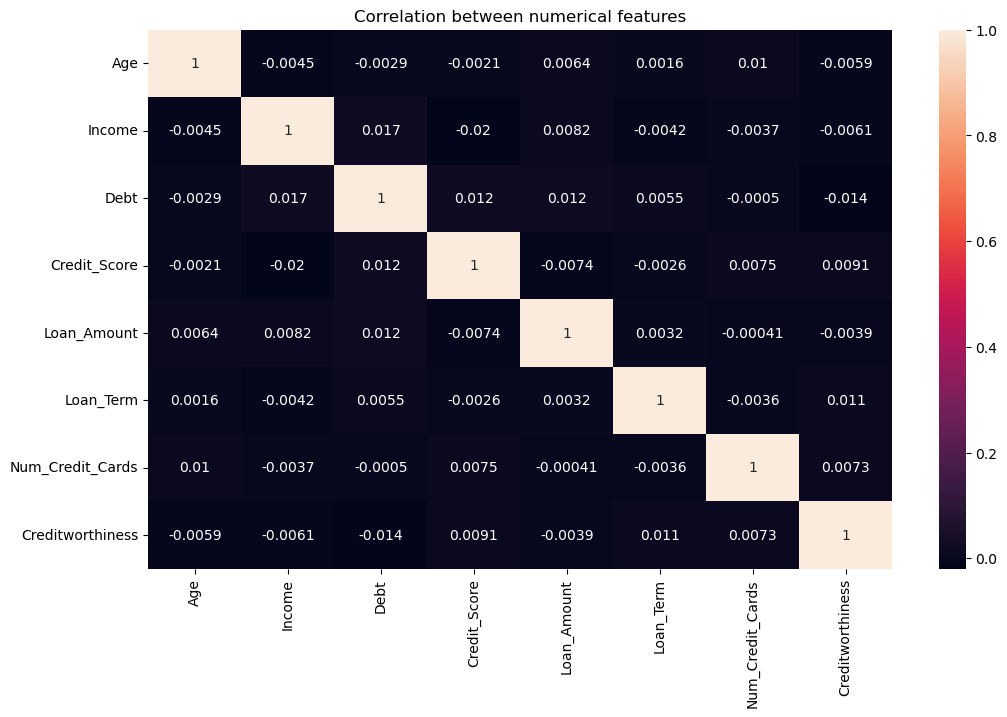 Correlation between numerical features
Age 1 -0.0045 -0.0029 -0.0021 0.0064 0.0016 0.01 -0.0059
Income -0.0045 1 0.017 -0.02 0.0082 -0.0042 -0.0037 -0.0061
Debt -0.0029 0.017 1 0.012 0.012 0.0055 -0.0005 -0.014
Credit_Score -0.0021 -0.02 0.012 1 -0.0074 -0.0026 0.0075 0.0091
Loan_Amount 0.0064 0.0082 0.012 -0.0074 1 0.0032 -0.00041 -0.0039
Loan_Term 0.0016 -0.0042 0.0055 -0.0026 0.0032 1 -0.0036 0.011
Num_Credit_Cards 0.01 -0.0037 -0.0005 0.0075 -0.00041 -0.0036 1 0.0073
Creditworthiness -0.0059 -0.0061 -0.014 0.0091 -0.0039 0.011 0.0073 1
Age
Income
Debt
Credit_Score
Loan_Amount
Loan_Term
Num_Credit_Cards
Creditworthiness
1.0
0.8
0.6
0.4
0.2
0.0